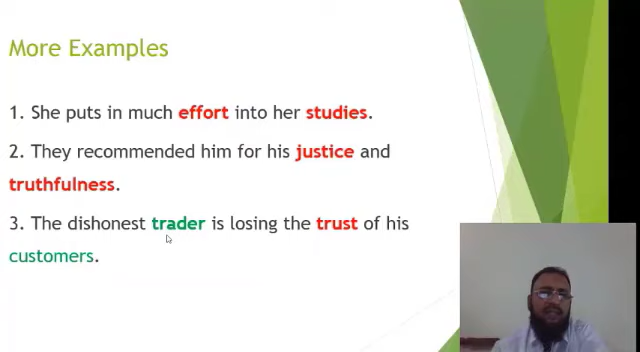 More Examples
1. She puts in much effort into her studies.
2. They recommended him for his justice and
truthfulness.
3. The dishonest trader is losing the trust of his
customers.